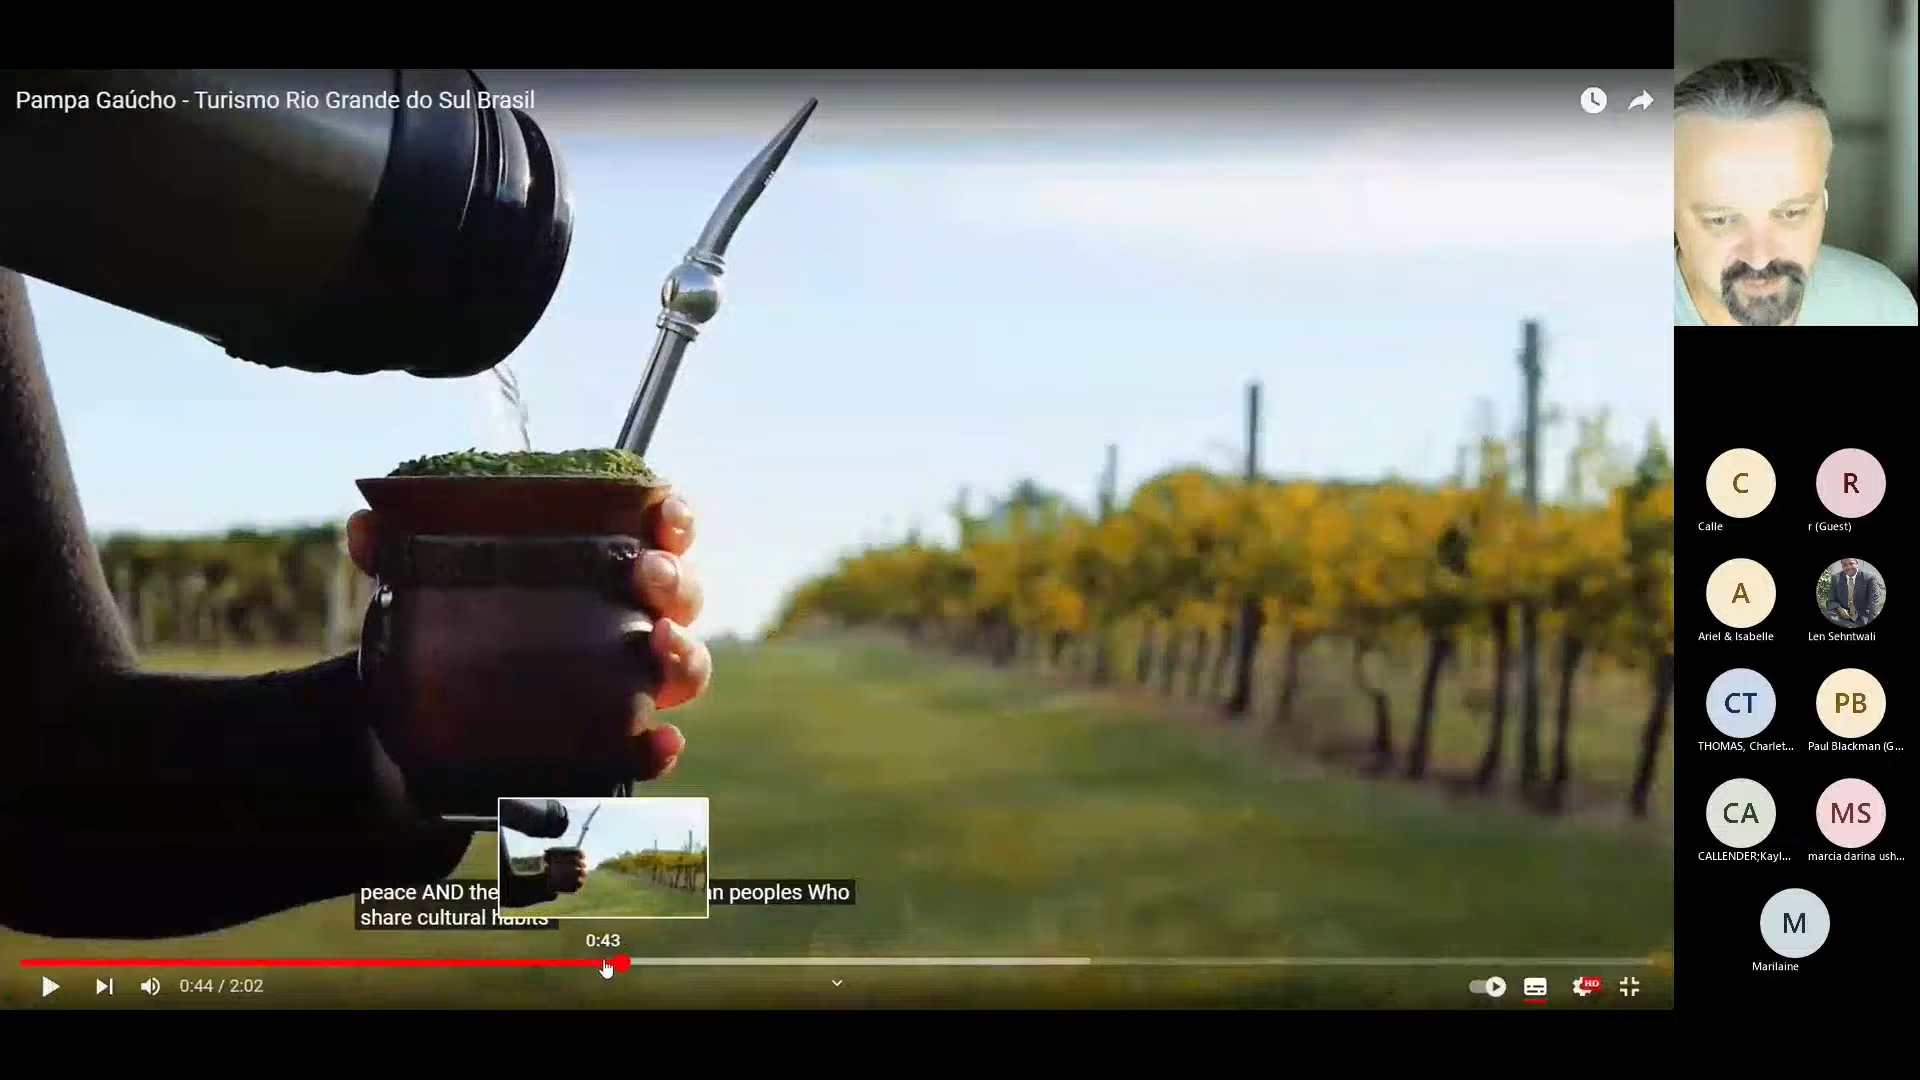 Pampa Gaúcho - Turismo Rio Grande do Sul Brasil
peace AND the n peoples Who
share cultural habits
0:43
0:44 / 2:02
HD
C
Calle
R
r (Guest)
A
Ariel & Isabelle
Len Sehntwali
CT
THOMAS, Charlet...
PB
Paul Blackman (G...
CA
CALLENDER;Kayl...
MS
marcia darina ush...
M
Marilaine